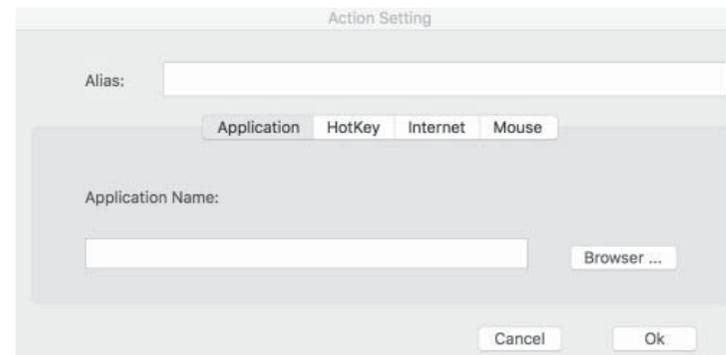 Action Setting
Alias:
Application HotKey Internet Mouse
Application Name:
Browser ...
Cancel Ok